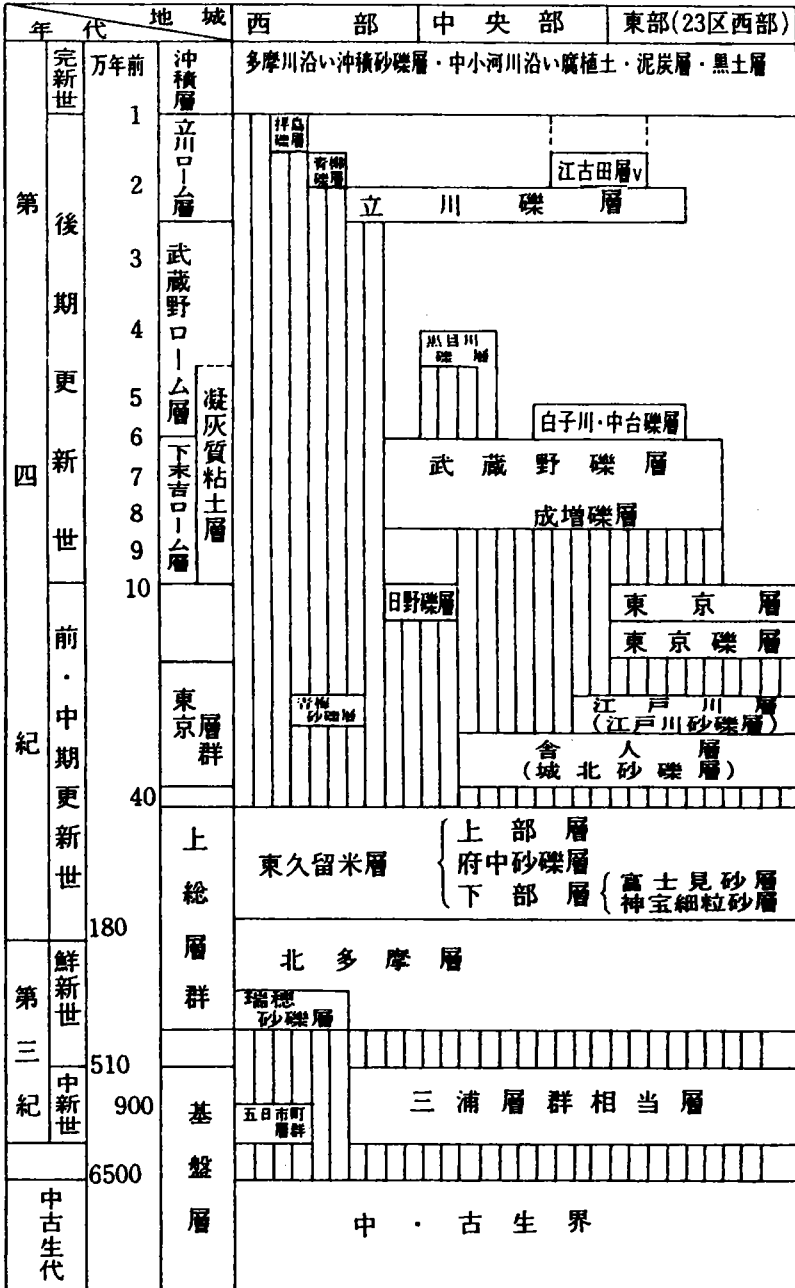 年代 地域 西部 中央部 東部(23区西部)
完新世 万年前 沖積層 多摩川沿い沖積砂礫層・中小河川沿い腐植土・泥炭層・黒土層
1
第四紀
後期更新世
立川ローム層
拝島礫層
青柳礫層
江古田層V
2
立川礫層
3
武蔵野ローム層
4
礫層
凝灰質粘土層
5
白子川・中台礫層
6
下末吉ローム層
武蔵野礫層
7
8
成増礫層
9
10
前・中期更新世
日野礫層
東京層
東京礫層
東京層群
江戸川層
(江戸川砂礫層)
舎人層
(城北砂礫層)
40
上総層群
東久留米層
上部層
府中砂礫層
下部層
富士見砂層
神宝細粒砂層
180
第三紀
鮮新世
北多摩層
瑞穂砂礫層
510
中新世
900
基盤層
五日市町層群
三浦層群相当層
6500
中古生代
中・古生界